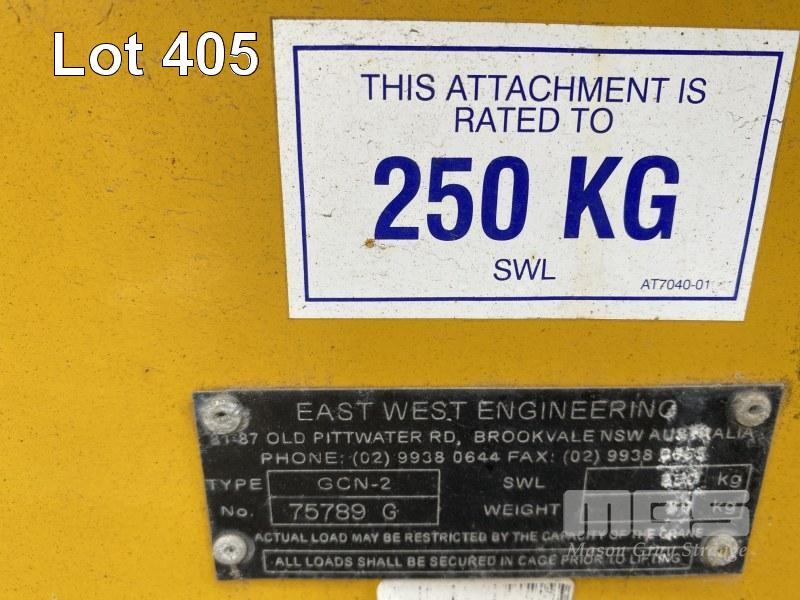 Lot 405
THIS ATTACHMENT IS
RATED TO
250 KG
SWL
AT7040-01
EAST WEST ENGINEERING
OLD PITTWATER RD, BROOKVALE NSW AUSTRALIA
PHONE: (02) 9938 0644 FAX: (02) 9938
TYPE GCN-2 SWL kg
No. 75789 G WEIGHT kg
MGS
Mason Gray Strange
ACTUAL LOAD MAY BE RESTRICTED BY THE CAPACITY OF THE CRANE
ALL LOADS SHALL BE SECURED IN CAGE PRIOR TO LIFTING